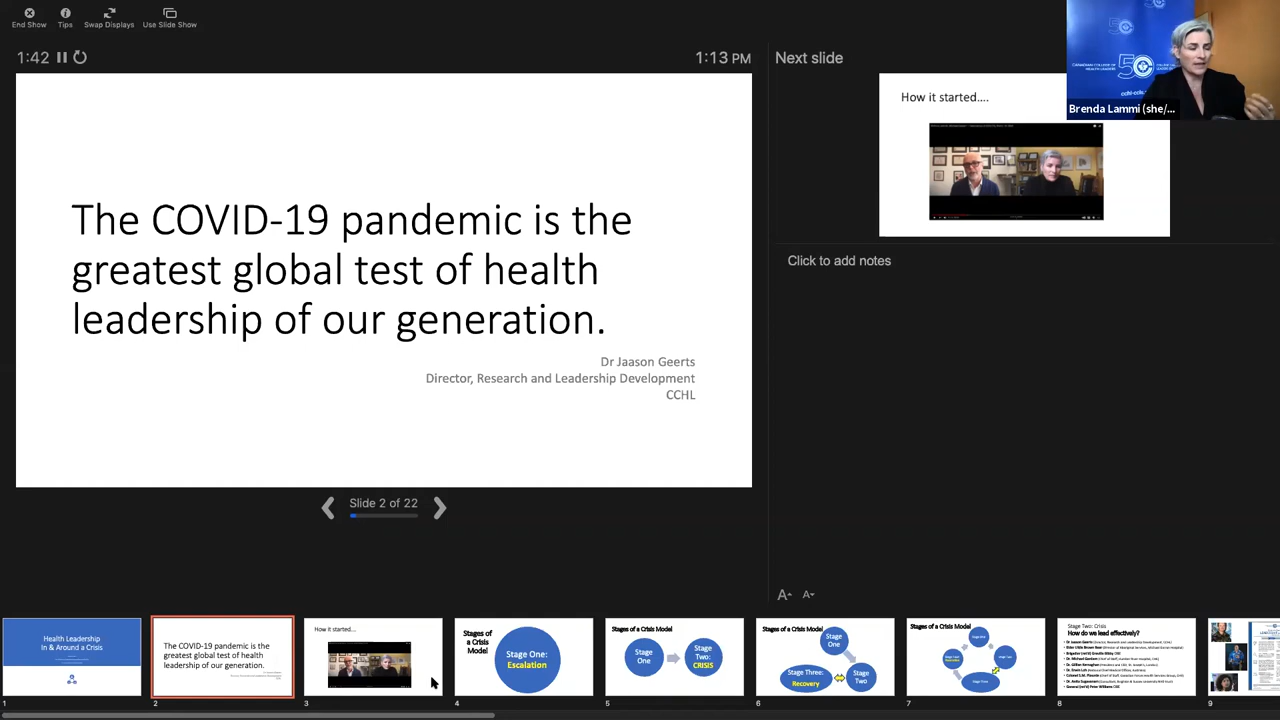 End Show
Tips
Swap Displays
Use Slide Show
1:42
1:13 PM
The COVID-19 pandemic is the
greatest global test of health
leadership of our generation.
Dr Jaason Geerts
Director, Research and Leadership Development
CCHL
Slide 2 of 22
Next slide
How it started....
50
CANADIAN COLLEGE OF
HEALTH LEADERS
Brenda Lammi (she/...
Click to add notes
A A
Health Leadership
In & Around a Crisis
1
The COVID-19 pandemic is the
greatest global test of health
leadership of our generation.
2
How it started....
3
Stages of
a Crisis
Model
Stage One:
Escalation
4
Stages of a Crisis Model
Stage
One
Stage
Two:
CRISIS
5
Stages of a Crisis Model
Stage
One
Stage Three:
Recovery
Stage
Two
6
Stages of a Crisis Model
7
Stage Two: Crisis
How do we lead effectively?
8
9